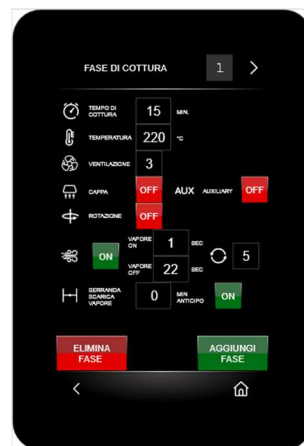 FASE DI COTTURA 1
TEMPO DI COTTURA 15 MIN.
TEMPERATURA 220 °C
VENTILAZIONE 3
CAPPA OFF AUX AUXILIARY OFF
ROTAZIONE OFF
ON VAPORE ON 1 SEC 5
VAPORE OFF 22 SEC
SERRANDA SCARICA VAPORE 0 MIN ANTICIPO ON
ELIMINA FASE
AGGIUNGI FASE